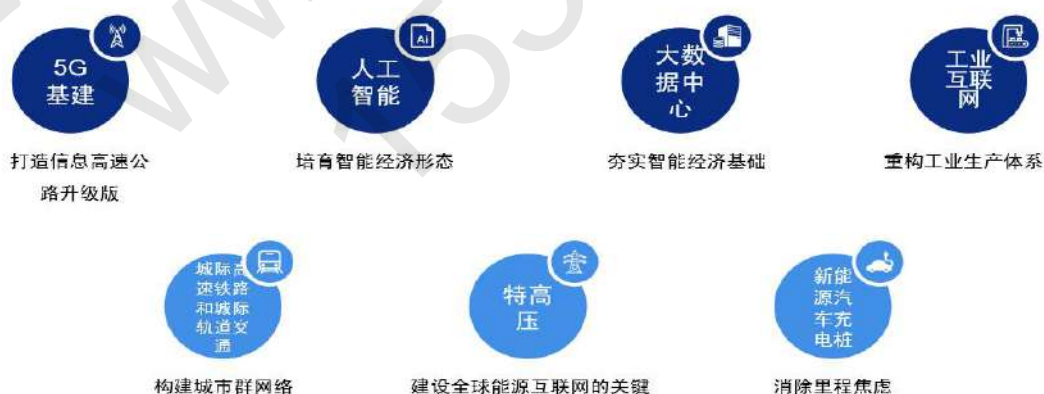 5G
基建
人工
智能
Ai
大数
据中
心
工业
互联
网
打造信息高速公
路升级版
培育智能经济形态
夯实智能经济基础
重构工业生产体系
城际高
速铁路
和城际
轨道交
通
特高
压
新能
源汽
车充
电桩
构建城市群网络
建设全球能源互联网的关键
消除里程焦虑